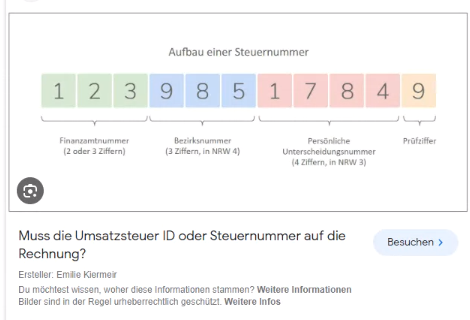 Aufbau einer Steuernummer
1 2 3 9 8 5 1 7 8 4 9
Finanzamtnummer
(2 oder 3 Ziffern)
Bezirksnummer
(3 Ziffern, in NRW 4)
Persönliche
Unterscheidungsnummer
(4 Ziffern, in NRW 3)
Prüfziffer
Muss die Umsatzsteuer ID oder Steuernummer auf die
Rechnung?
Besuchen
Ersteller: Emilie Kiermeir
Du möchtest wissen, woher diese Informationen stammen? Weitere Informationen
Bilder sind in der Regel urheberrechtlich geschützt. Weitere Infos